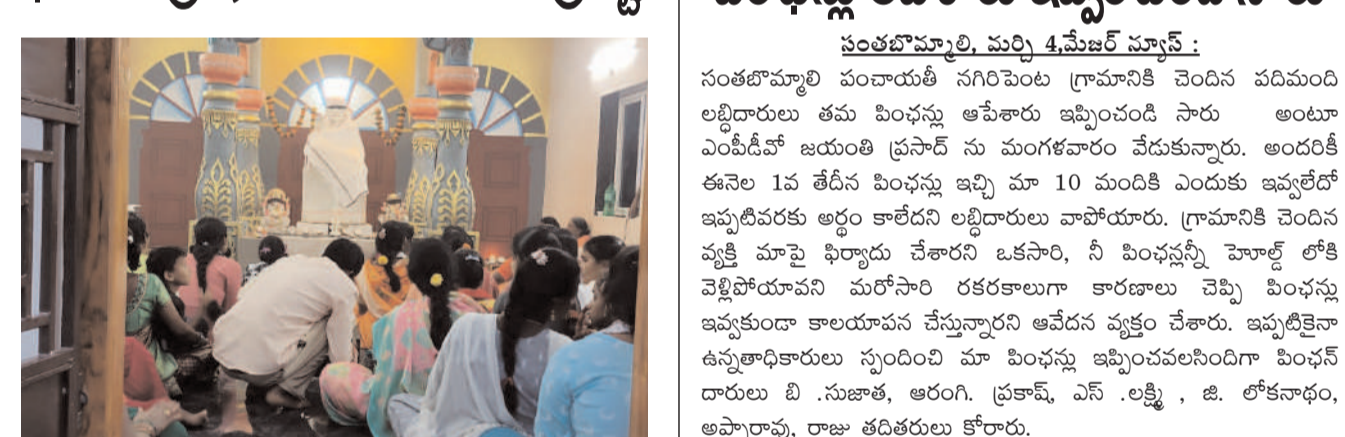 సంతబొమ్మాలి, మర్చి 4,మేజర్ న్యూస్ :
సంతబొమ్మాలి పంచాయతీ నగిరిపెంట గ్రామానికి చెందిన పదిమంది
లబ్ధిదారులు తమ పింఛన్లు ఆపేశారు ఇప్పించండి సారు అంటూ
ఎంపీడీవో జయంతి ప్రసాద్ ను మంగళవారం వేడుకున్నారు. అందరికీ
ఈనెల 1వ తేదీన పింఛన్లు ఇచ్చి మా 10 మందికి ఎందుకు ఇవ్వలేదో
ఇప్పటివరకు అర్థం కాలేదని లబ్ధిదారులు వాపోయారు. గ్రామానికి చెందిన
వ్యక్తి మాపై ఫిర్యాదు చేశారని ఒకసారి, నీ పింఛన్లన్నీ హెూల్డ్ లోకి
వెళ్లిపోయావని మరోసారి రకరకాలుగా కారణాలు చెప్పి పింఛన్లు
ఇవ్వకుండా కాలయాపన చేస్తున్నారని ఆవేదన వ్యక్తం చేశారు. ఇప్పటికైనా
ఉన్నతాధికారులు స్పందించి మా పింఛన్లు ఇప్పించవలసిందిగా పింఛన్
దారులు బి .సుజాత, ఆరంగి. ప్రకాష్, ఎస్ .లక్ష్మి , జి. లోకనాథం,
అప్పారావు, రాజు తదితరులు కోరారు.